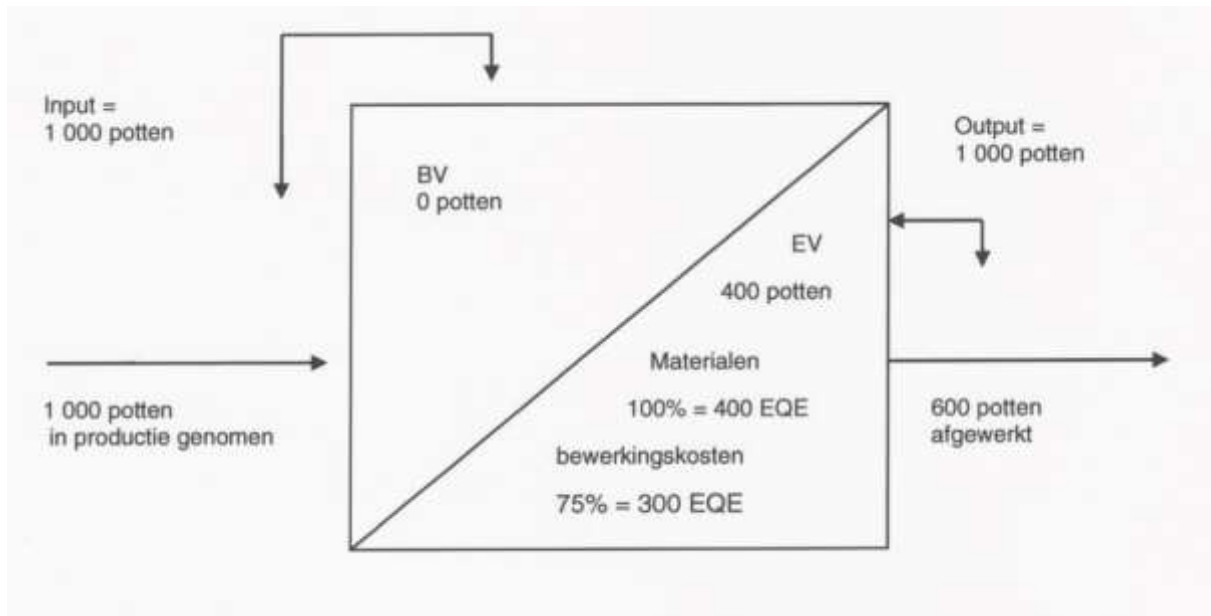 Input =
1 000 potten
BV
0 potten
Output =
1 000 potten
EV
400 potten
Materialen
100% = 400 EQE
bewerkingskosten
75% = 300 EQE
1 000 potten
in productie genomen
600 potten
afgewerkt